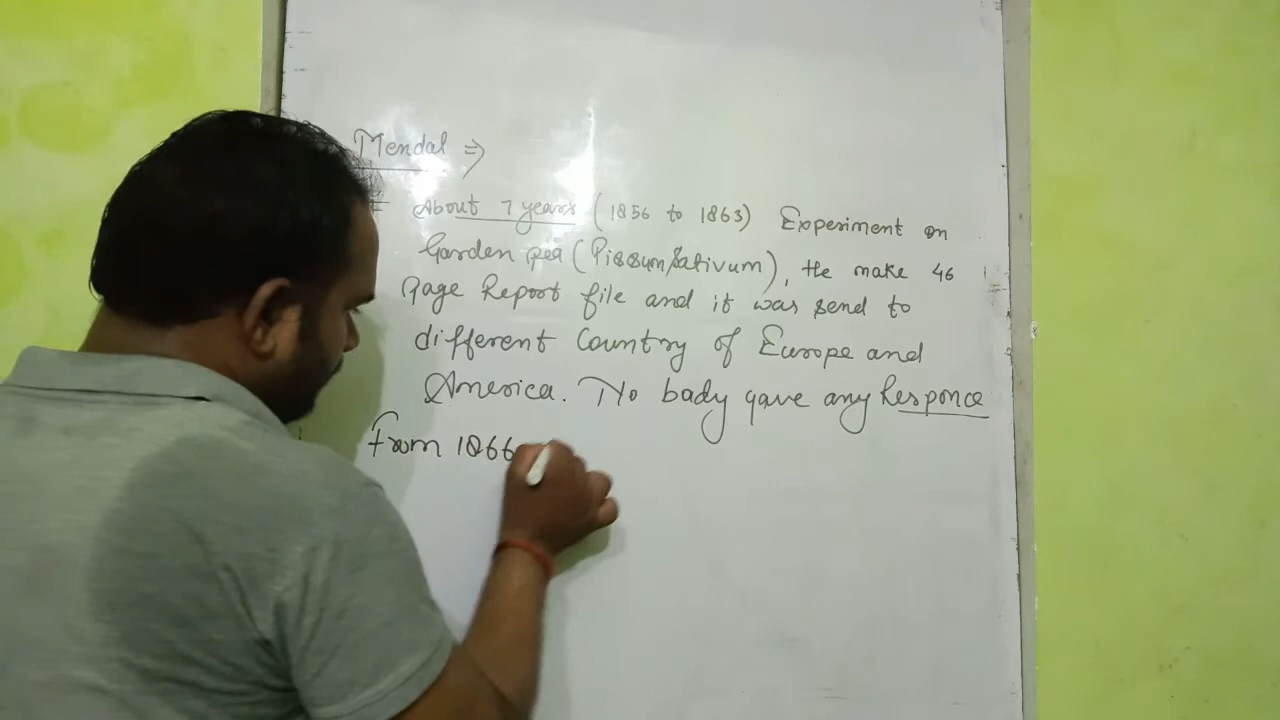 Mendal ⇒
# About 7 years (1856 to 1863) Experiment on
Garden pea (Pissum Sativum), He make 46
Page Report file and it was send to
different Country of Europe and
America. No bady gave any Responce
from 1866